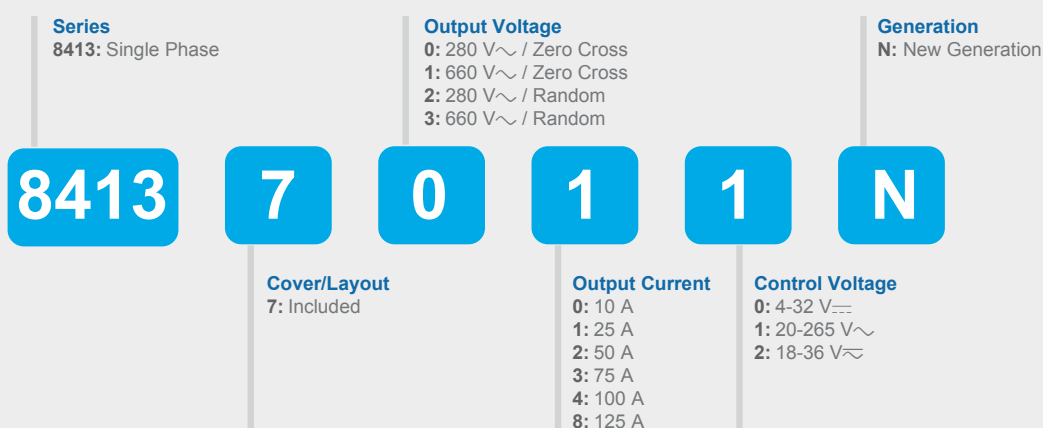 Series
8413: Single Phase
Output Voltage
0: 280 V∿ / Zero Cross
1: 660 V∿ / Zero Cross
2: 280 V∿ / Random
3: 660 V∿ / Random
Generation
N: New Generation
8413 7 0 1 1 N
Cover/Layout
7: Included
Output Current
0: 10 A
1: 25 A
2: 50 A
3: 75 A
4: 100 A
8: 125 A
Control Voltage
0: 4-32 V⎓
1: 20-265 V∿
2: 18-36 V⏦